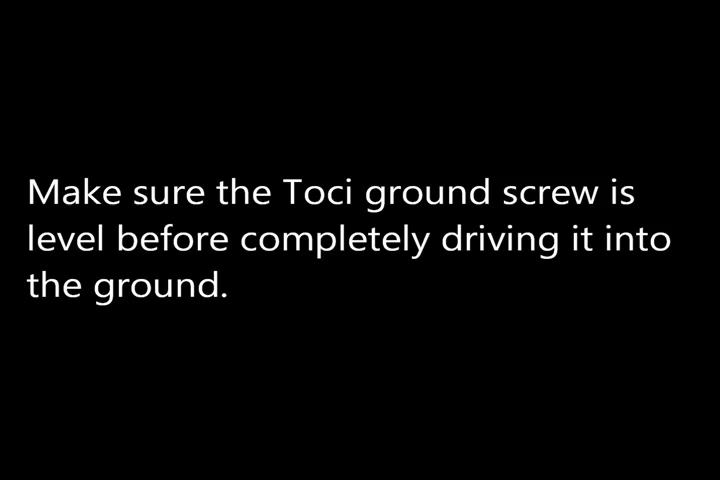 Make sure the Toci ground screw is
level before completely driving it into
the ground.